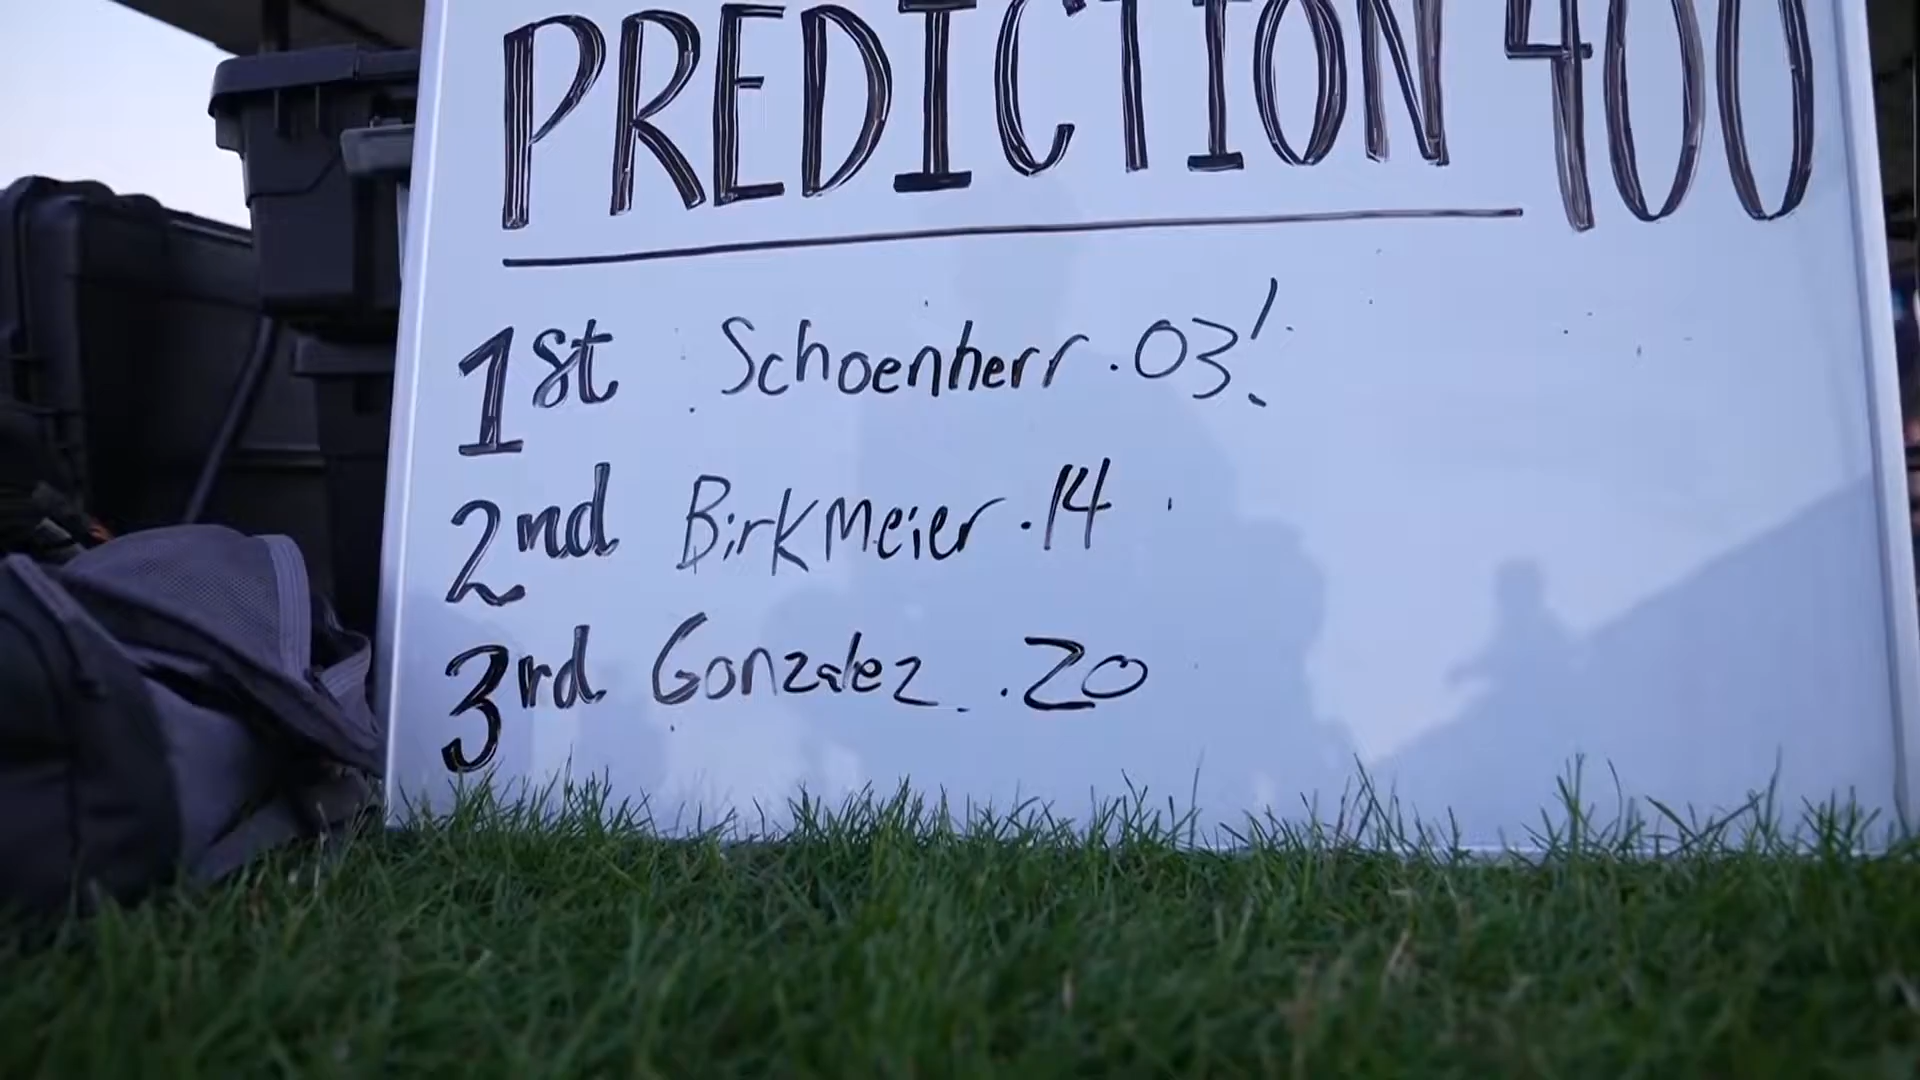 PREDICTION 400
1st Schoenherr .03!
2nd Birkmeier .14
3rd Gonzalez .20